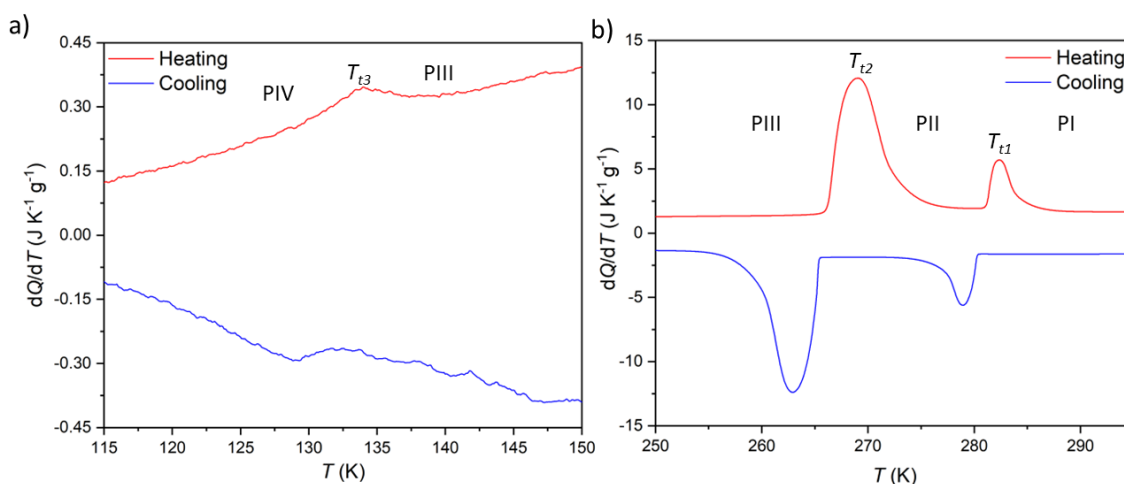 a)
Heating
Cooling
PIV
Tt3
PIII
0.45
0.30
0.15
0.00
-0.15
-0.30
-0.45
dQ/dT (J K-1 g-1)
115 120 125 130 135 140 145 150
T (K)
b)
Heating
Cooling
Tt2
PIII
PII
PI
Tt1
15
10
5
0
-5
-10
-15
dQ/dT (J K-1 g-1)
250 260 270 280 290
T (K)